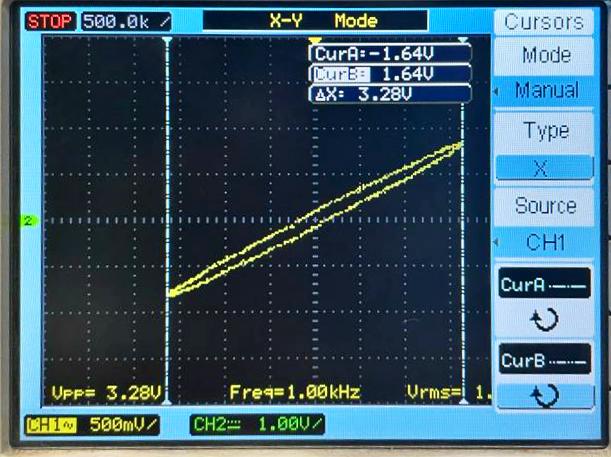 STOP 500.0k X-Y Mode Cursors
CurA:-1.64V
CurB: 1.64V
ΔX: 3.28V
Mode
Manual
Type
X
Source
CH1
CurA
CurB
2
Vpp= 3.28V Freq=1.00kHz Vrms= 1.
CH1~ 500mV/ CH2 1.00V/